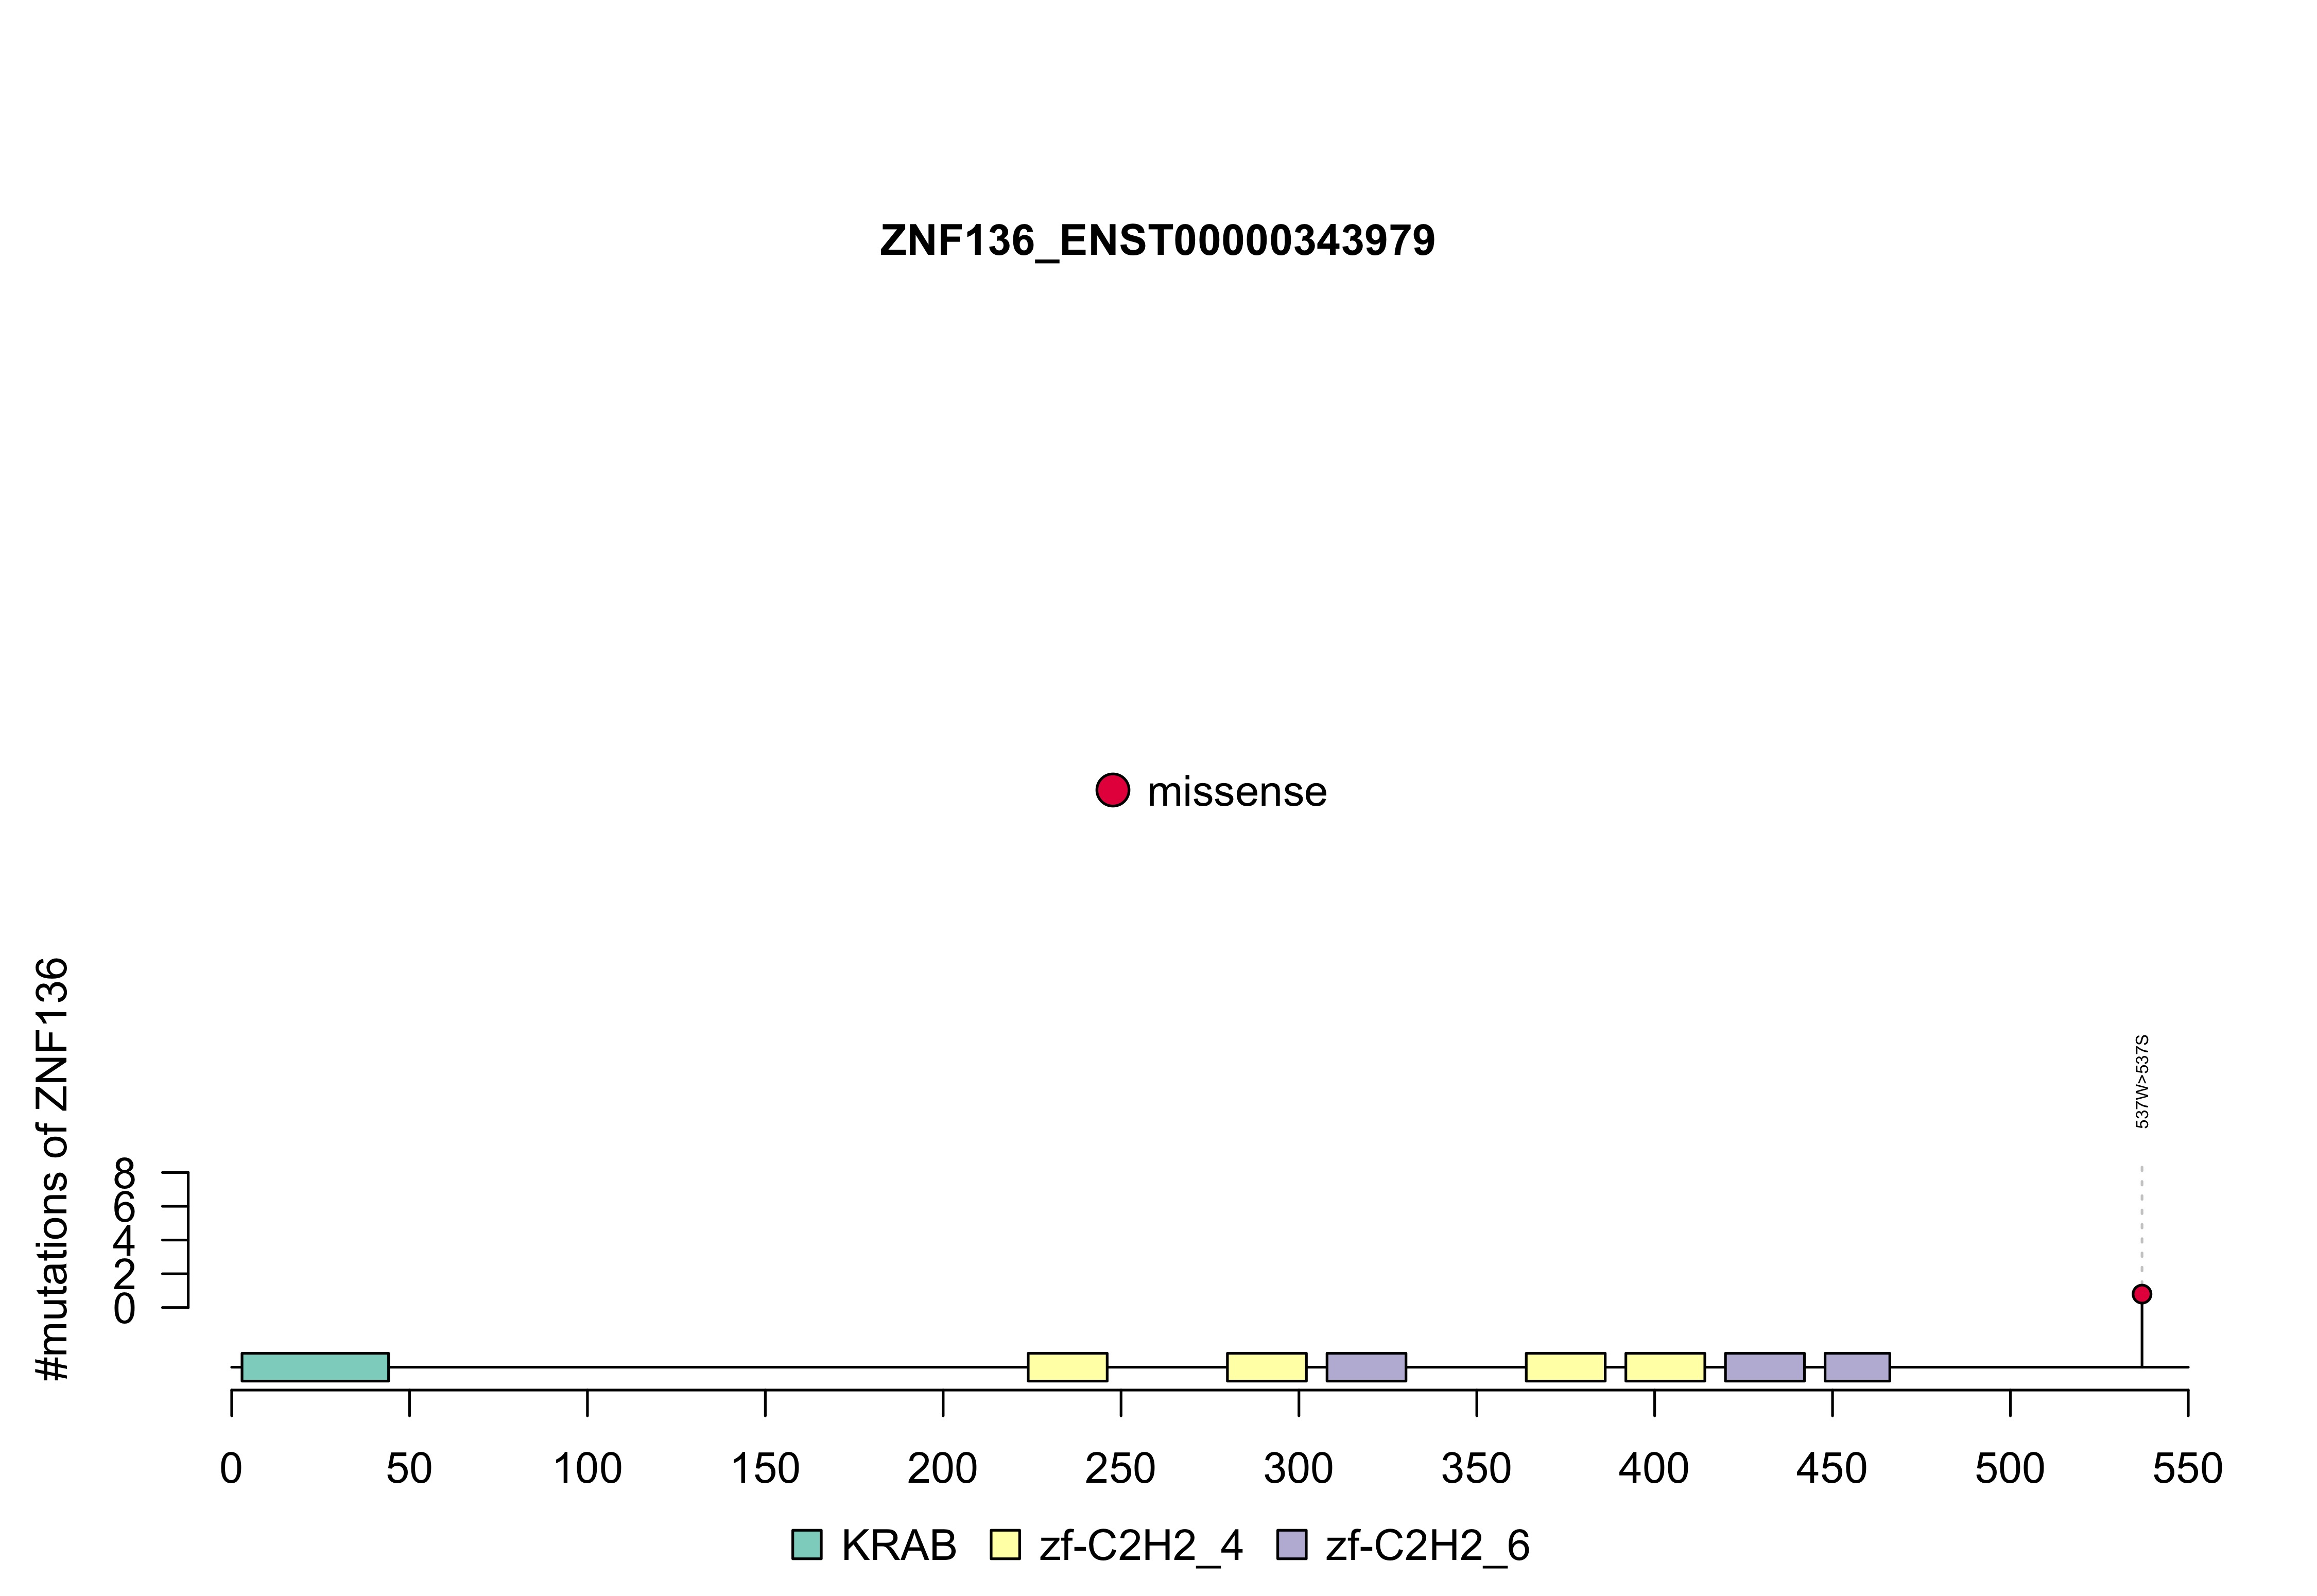 ZNF136_ENST00000343979
missense
#mutations of ZNF136
537W>537S
8
6
4
2
0
0 50 100 150 200 250 300 350 400 450 500 550
KRAB zf-C2H2_4 zf-C2H2_6